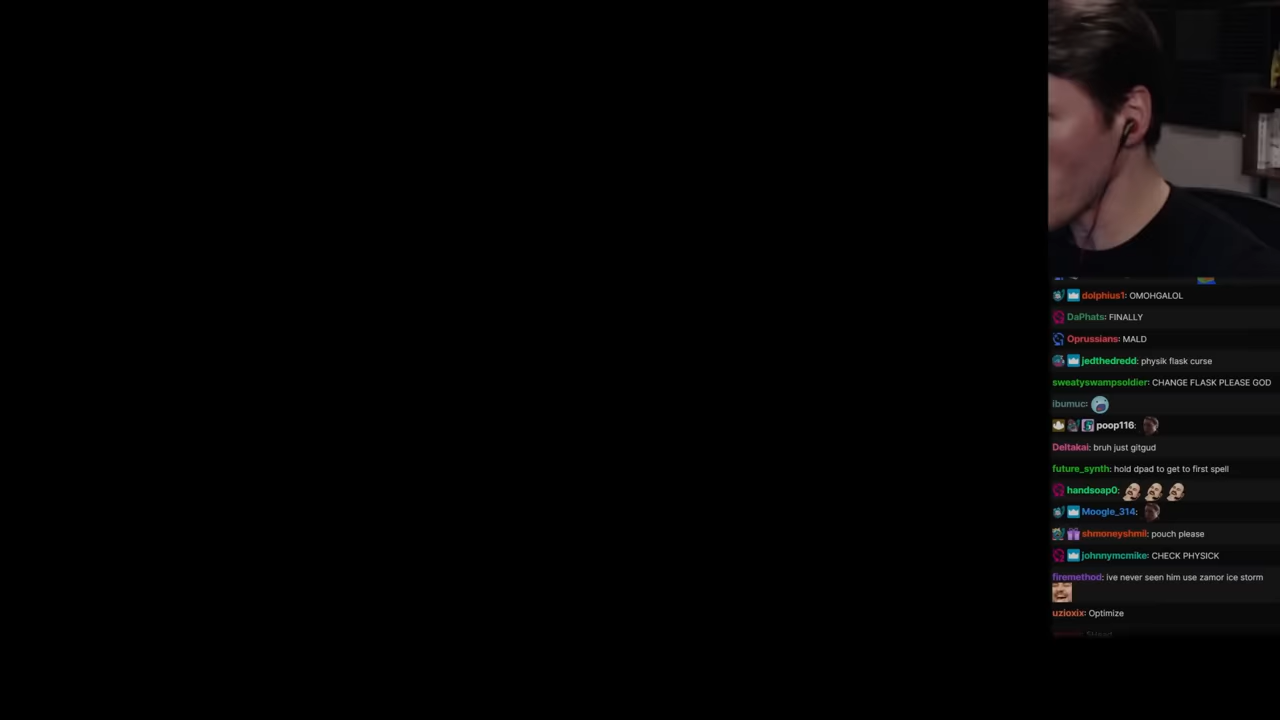 dolphius1: OMOHGALOL
DaPhats: FINALLY
Oprussians: MALD
jedthedredd: physik flask curse
sweatyswampsoldier: CHANGE FLASK PLEASE GOD
ibumuc:
poop116:
Deltakai: bruh just gitgud
future_synth: hold dpad to get to first spell
handsoap0:
Moogle_314:
shmoneyshmil: pouch please
johnnymcmike: CHECK PHYSICK
firemethod: ive never seen him use zamor ice storm
uzioxix: Optimize